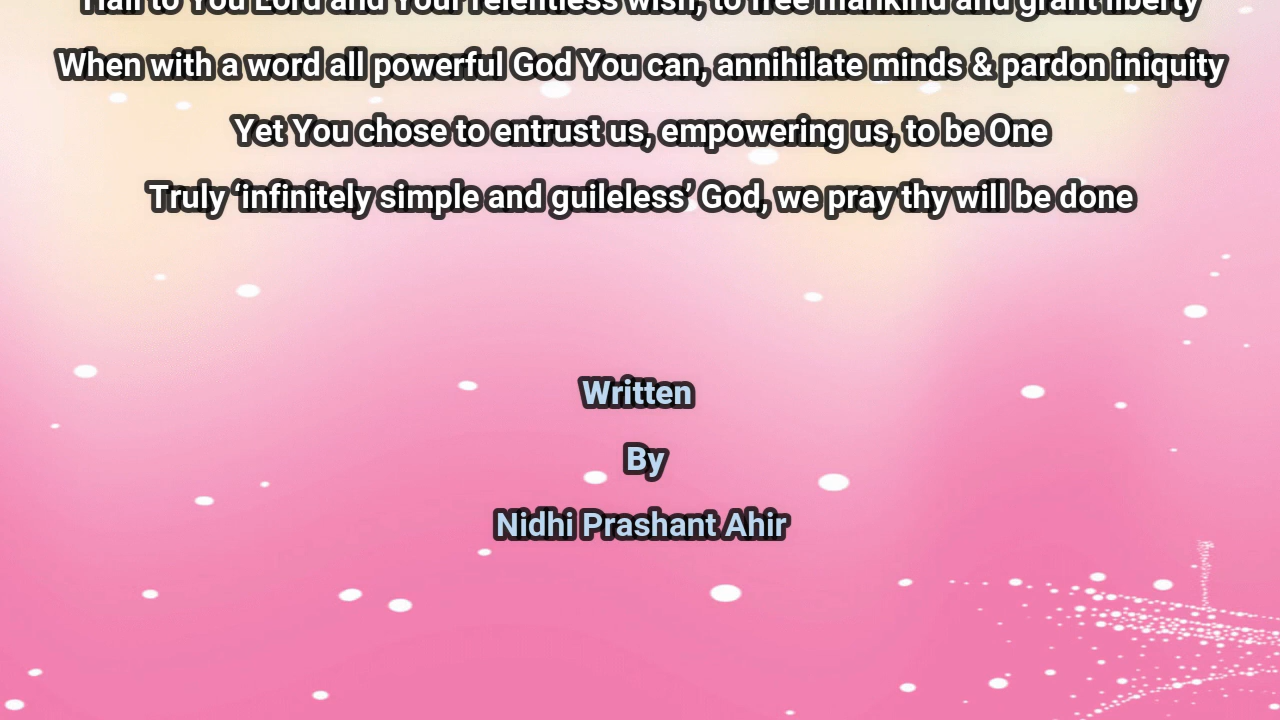 Hail to You Lord and Your relentless wish, to free mankind and grant liberty
When with a word all powerful God You can, annihilate minds & pardon iniquity
Yet You chose to entrust us, empowering us, to be One
Truly ‘infinitely simple and guileless’ God, we pray thy will be done
Written
By
Nidhi Prashant Ahir